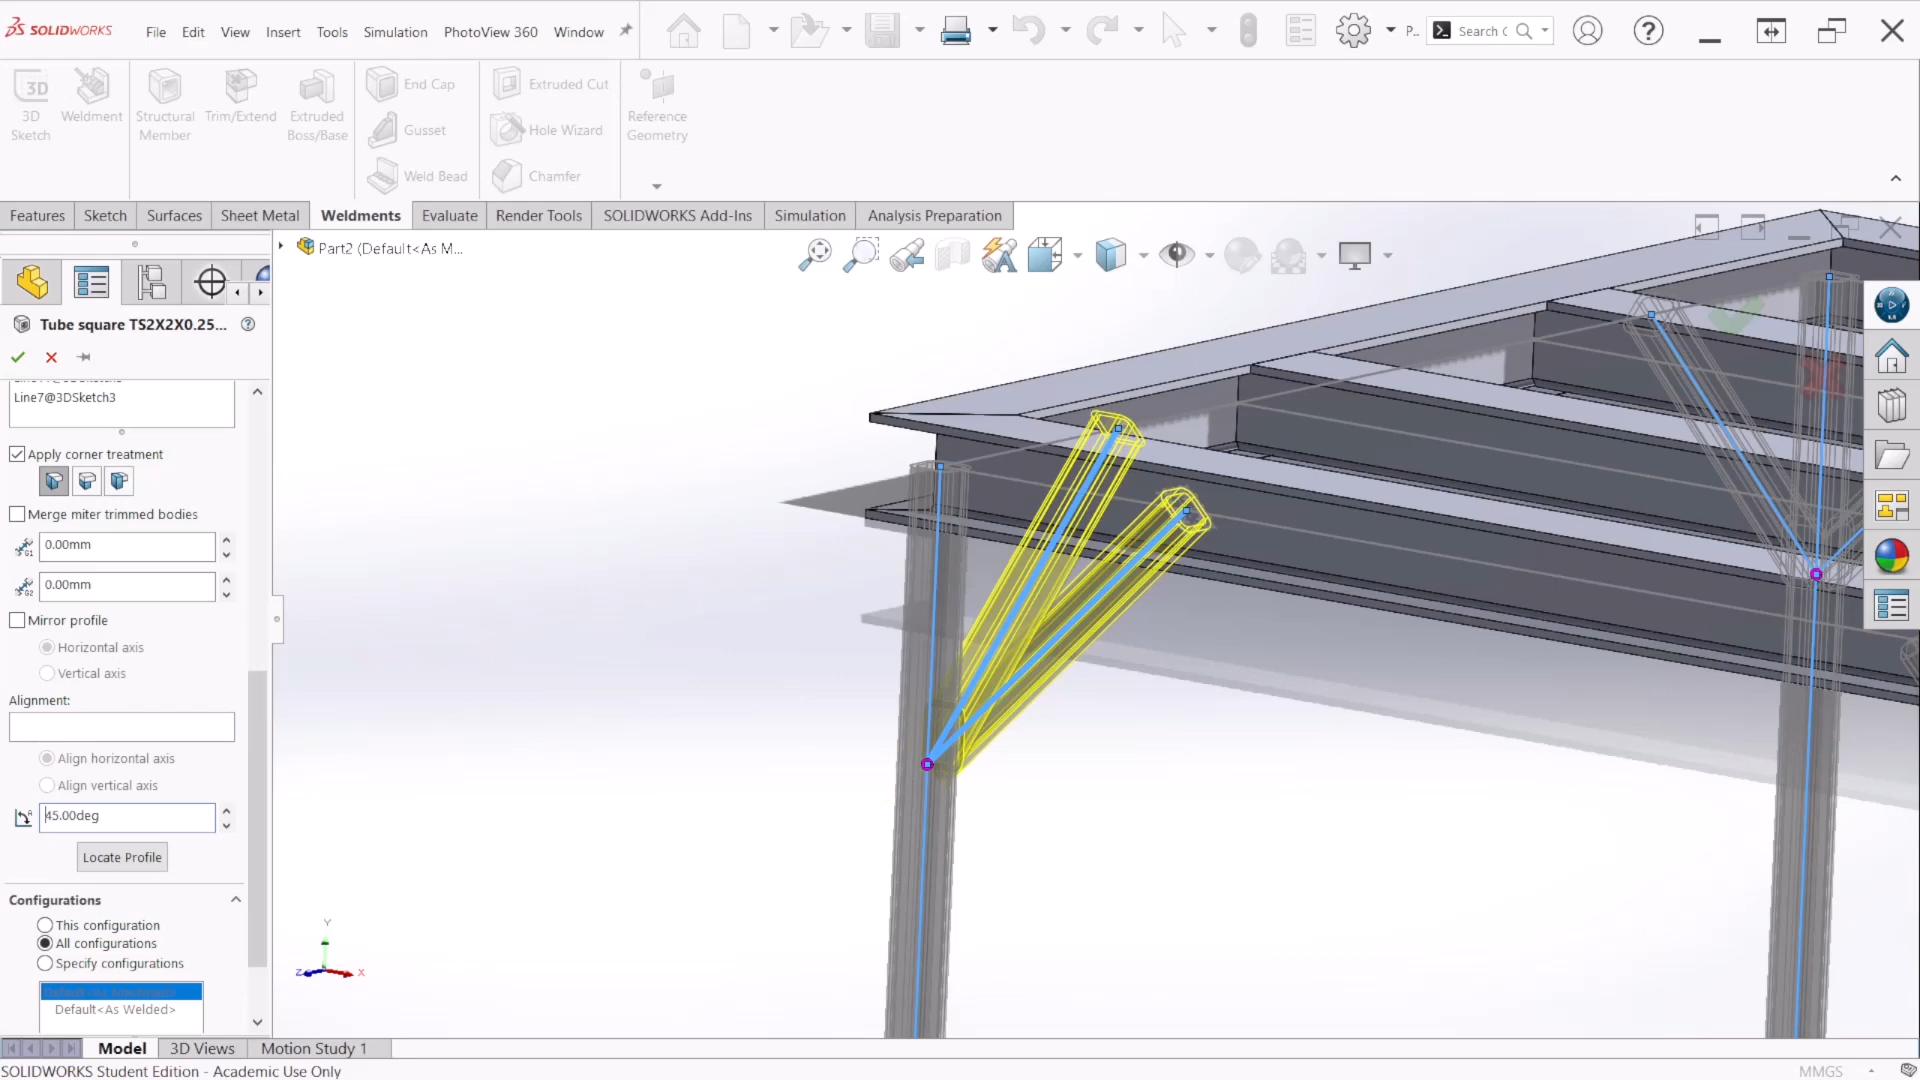 SOLIDWORKS
File Edit View Insert Tools Simulation PhotoView 360 Window
P..
Search C
3D Sketch
Weldment
Structural Member
Trim/Extend
Extruded Boss/Base
End Cap
Gusset
Weld Bead
Extruded Cut
Hole Wizard
Chamfer
Reference Geometry
Features Sketch Surfaces Sheet Metal Weldments Evaluate Render Tools SOLIDWORKS Add-Ins Simulation Analysis Preparation
Part2 (Default<As M...
Tube square TS2X2X0.25...
Line7@3DSketch3
Apply corner treatment
Merge miter trimmed bodies
G1
0.00mm
G2
0.00mm
Mirror profile
Horizontal axis
Vertical axis
Alignment:
Align horizontal axis
Align vertical axis
45.00deg
Locate Profile
Configurations
This configuration
All configurations
Specify configurations
Default<As Welded>
Y
Z
X
Model 3D Views Motion Study 1
SOLIDWORKS Student Edition - Academic Use Only
MMGS